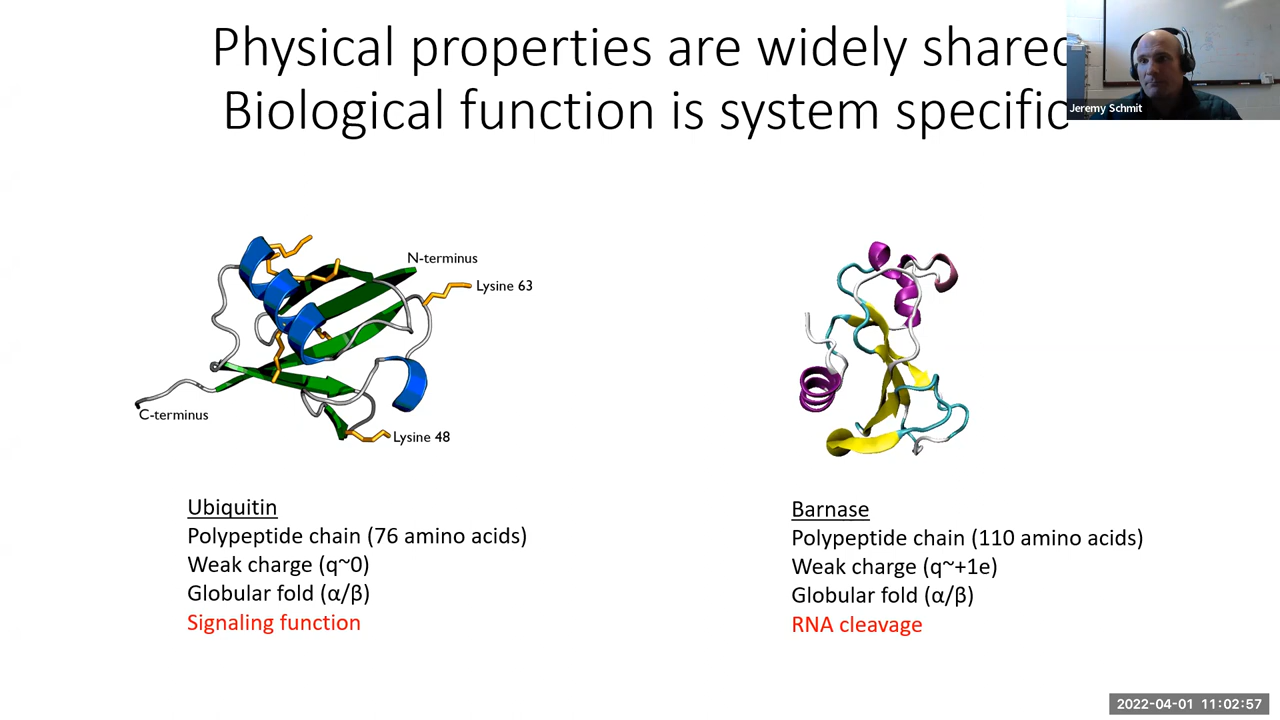 Physical properties are widely shared
Biological function is system specific
Jeremy Schmit
N-terminus
Lysine 63
C-terminus
Lysine 48
Ubiquitin
Polypeptide chain (76 amino acids)
Weak charge (q~0)
Globular fold (α/β)
Signaling function
Barnase
Polypeptide chain (110 amino acids)
Weak charge (q~+1e)
Globular fold (α/β)
RNA cleavage
2022-04-01 11:02:57